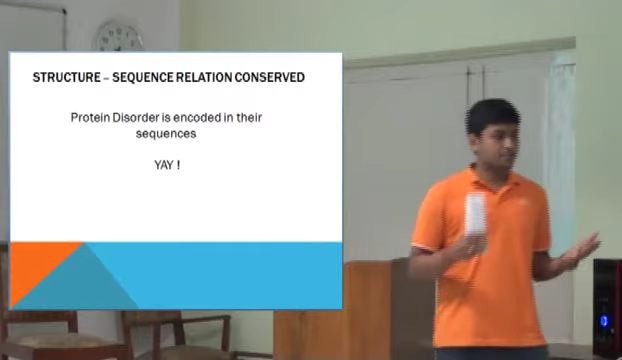 STRUCTURE – SEQUENCE RELATION CONSERVED
Protein Disorder is encoded in their
sequences
YAY !